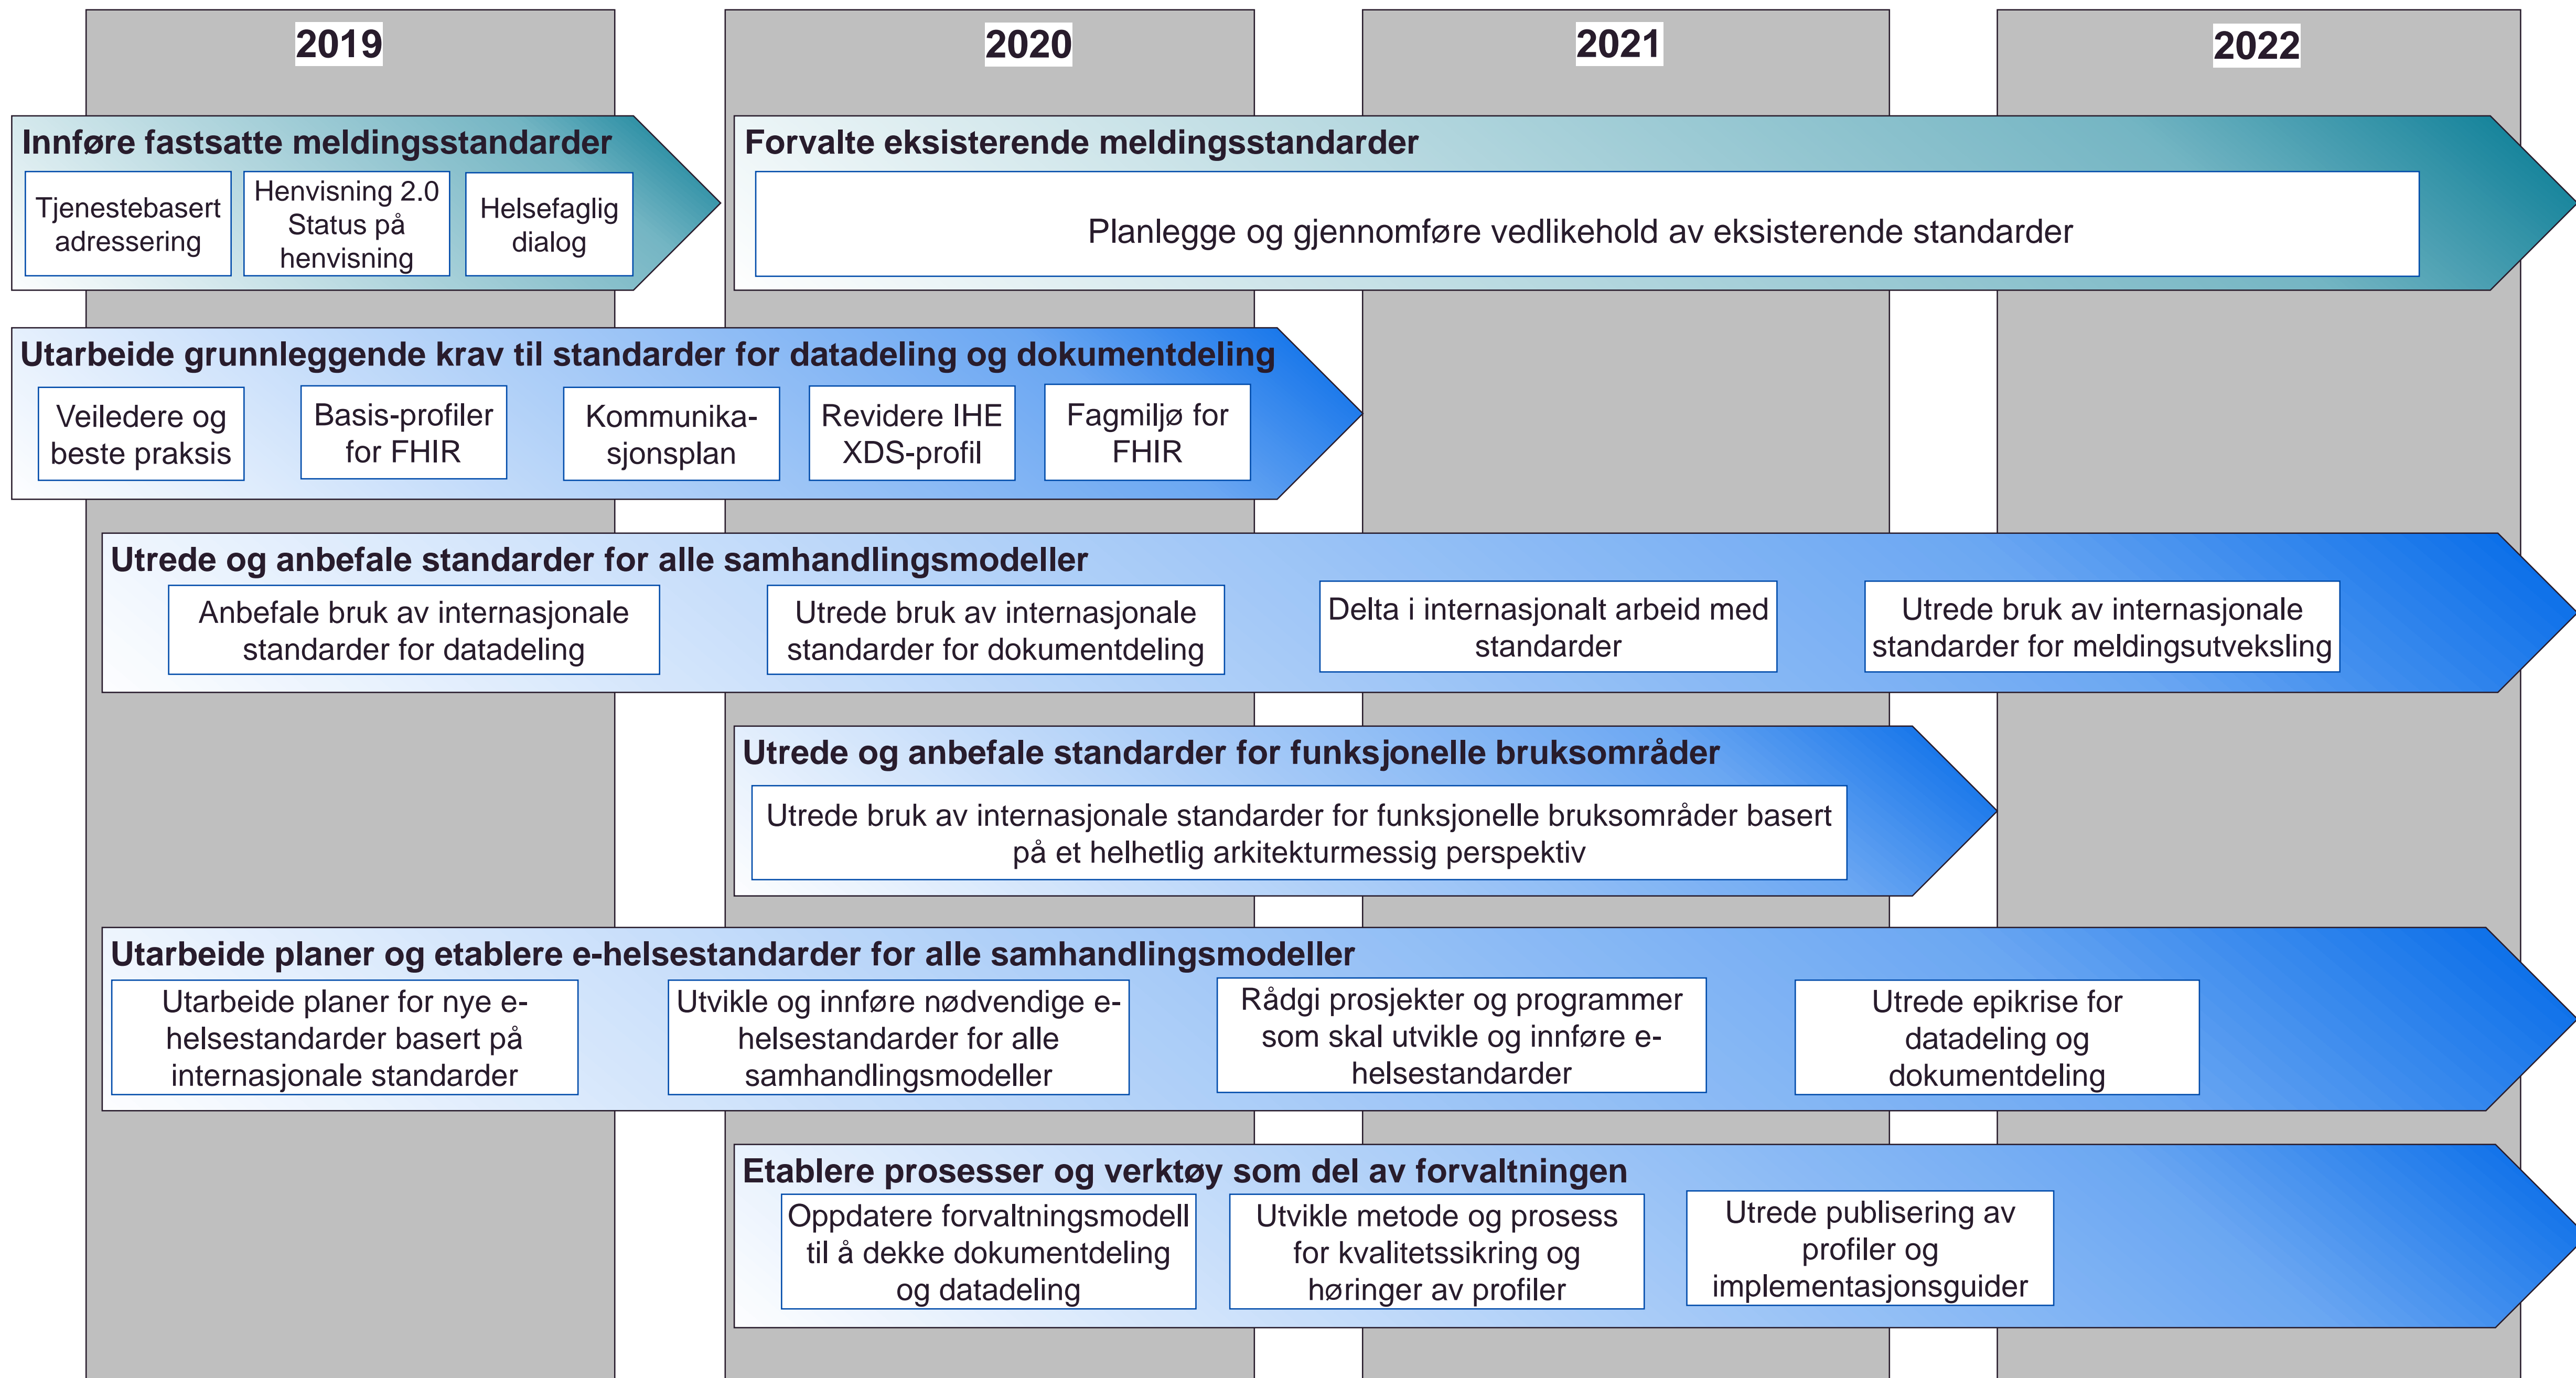 2019
2020
2021
2022
Innføre fastsatte meldingsstandarder
Tjenestebasert
adressering
Henvisning 2.0
Status på
henvisning
Helsefaglig
dialog
Forvalte eksisterende meldingsstandarder
Planlegge og gjennomføre vedlikehold av eksisterende standarder
Utarbeide grunnleggende krav til standarder for datadeling og dokumentdeling
Veiledere og
beste praksis
Basis-profiler
for FHIR
Kommunika-
sjonsplan
Revidere IHE
XDS-profil
Fagmiljø for
FHIR
Utrede og anbefale standarder for alle samhandlingsmodeller
Anbefale bruk av internasjonale
standarder for datadeling
Utrede bruk av internasjonale
standarder for dokumentdeling
Delta i internasjonalt arbeid med
standarder
Utrede bruk av internasjonale
standarder for meldingsutveksling
Utrede og anbefale standarder for funksjonelle bruksområder
Utrede bruk av internasjonale standarder for funksjonelle bruksområder basert
på et helhetlig arkitekturmessig perspektiv
Utarbeide planer og etablere e-helsestandarder for alle samhandlingsmodeller
Utarbeide planer for nye e-
helsestandarder basert på
internasjonale standarder
Utvikle og innføre nødvendige e-
helsestandarder for alle
samhandlingsmodeller
Rådgi prosjekter og programmer
som skal utvikle og innføre e-
helsestandarder
Utrede epikrise for
datadeling og
dokumentdeling
Etablere prosesser og verktøy som del av forvaltningen
Oppdatere forvaltningsmodell
til å dekke dokumentdeling
og datadeling
Utvikle metode og prosess
for kvalitetssikring og
høringer av profiler
Utrede publisering av
profiler og
implementasjonsguider